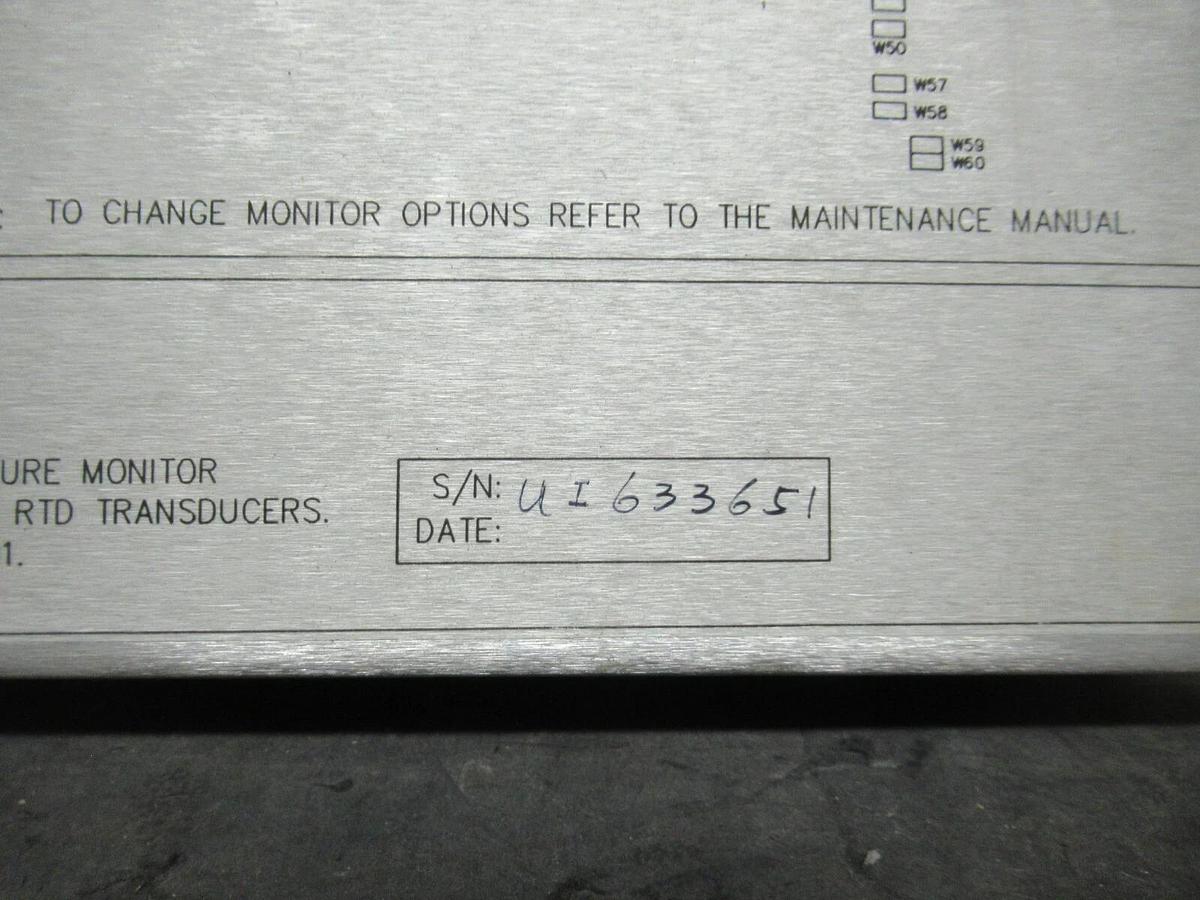 W50
W57
W58
W59
W60
: TO CHANGE MONITOR OPTIONS REFER TO THE MAINTENANCE MANUAL.
URE MONITOR
RTD TRANSDUCERS.
1.
S/N: UI633651
DATE: